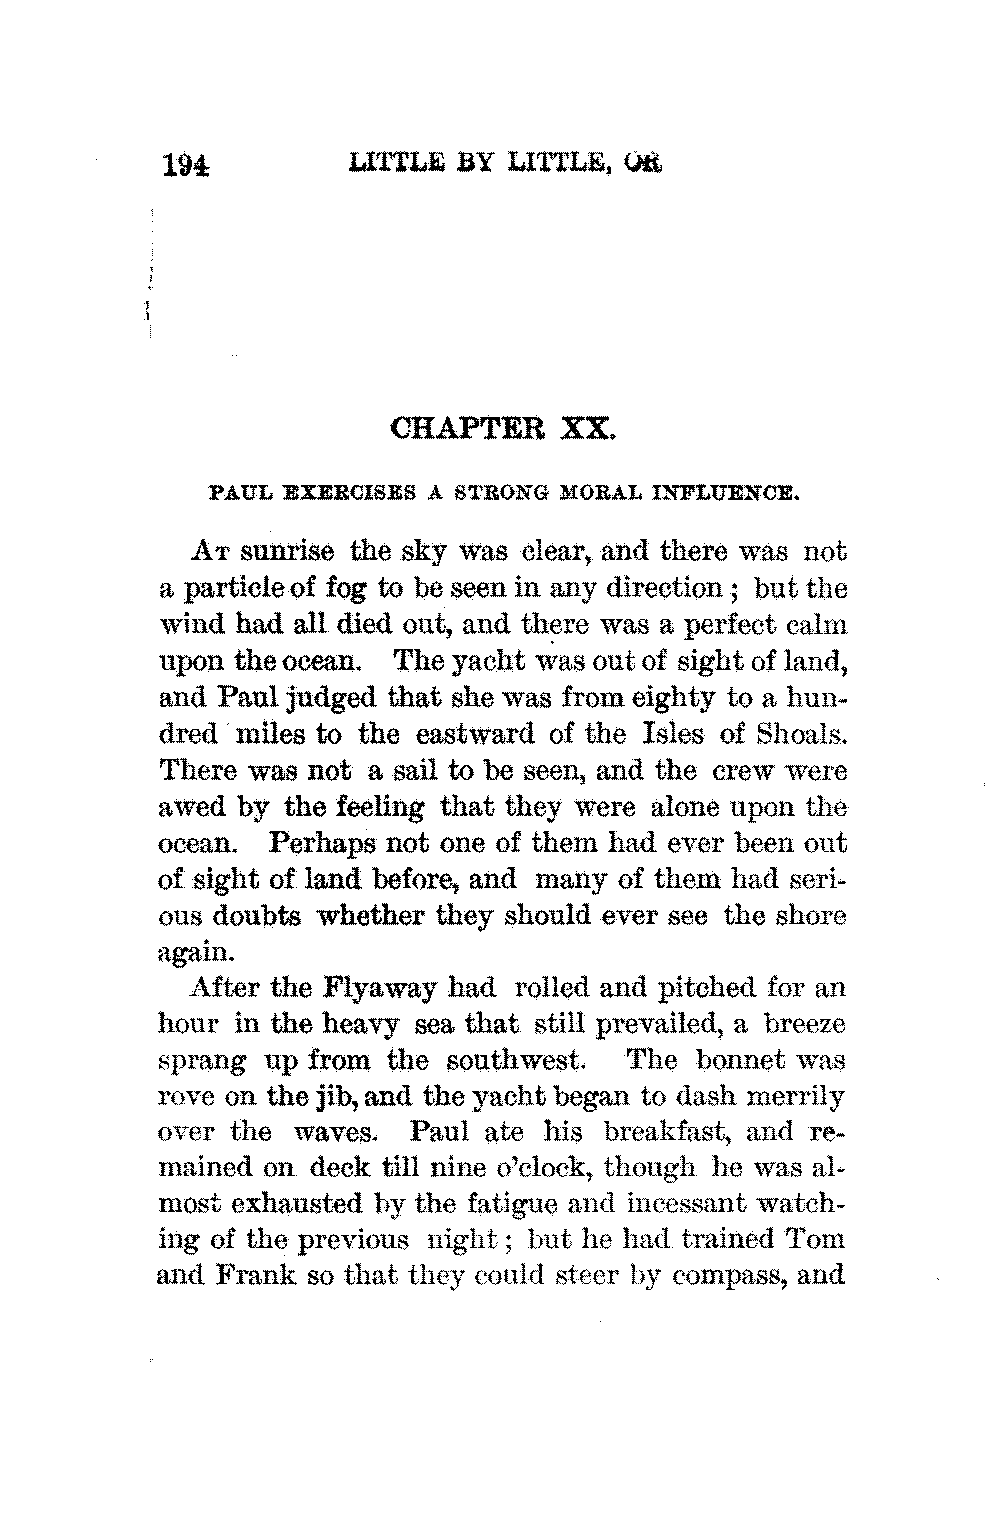 194 LITTLE BY LITTLE, OR
CHAPTER XX.
PAUL EXERCISES A STRONG MORAL INFLUENCE.
At sunrise the sky was clear, and there was not
a particle of fog to be seen in any direction; but the
wind had all died out, and there was a perfect calm
upon the ocean. The yacht was out of sight of land,
and Paul judged that she was from eighty to a hun-
dred miles to the eastward of the Isles of Shoals.
There was not a sail to be seen, and the crew were
awed by the feeling that they were alone upon the
ocean. Perhaps not one of them had ever been out
of sight of land before, and many of them had seri-
ous doubts whether they should ever see the shore
again.
After the Flyaway had rolled and pitched for an
hour in the heavy sea that still prevailed, a breeze
sprang up from the southwest. The bonnet was
rove on the jib, and the yacht began to dash merrily
over the waves. Paul ate his breakfast, and re-
mained on deck till nine o'clock, though he was al-
most exhausted by the fatigue and incessant watch-
ing of the previous night; but he had trained Tom
and Frank so that they could steer by compass, and